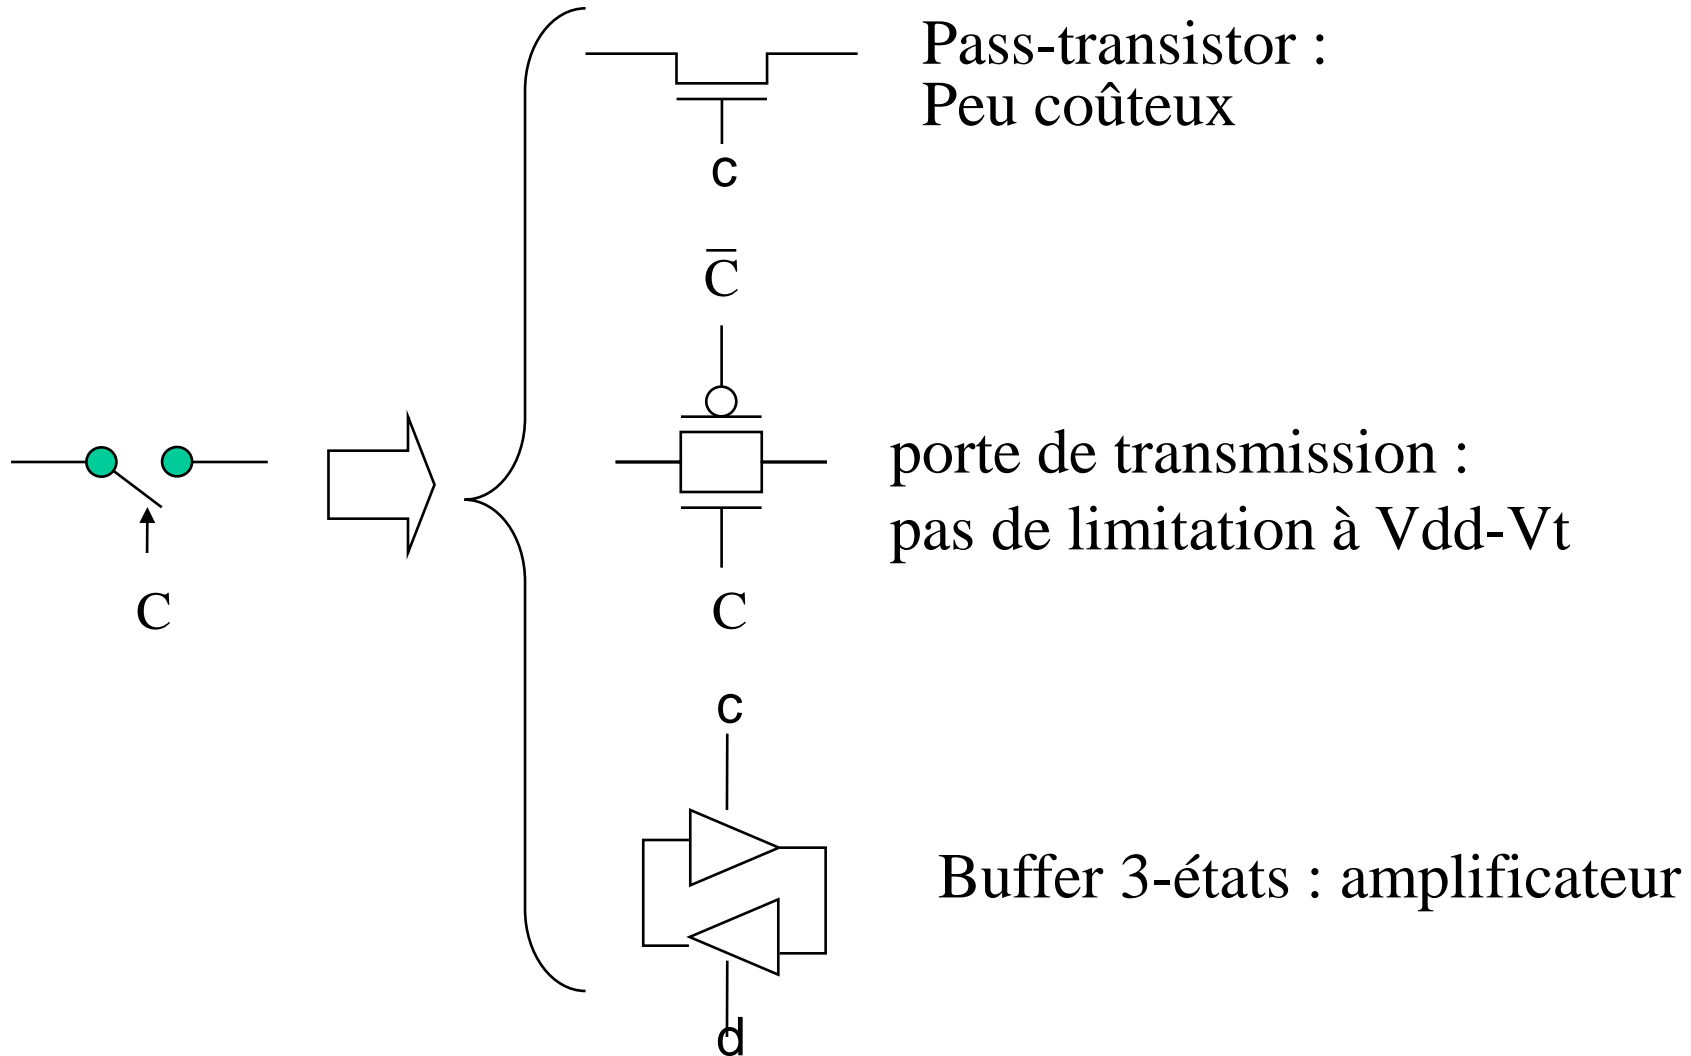 Pass-transistor :
Peu coûteux
c
C̅
porte de transmission :
pas de limitation à Vdd-Vt
C
C
c
Buffer 3-états : amplificateur
d